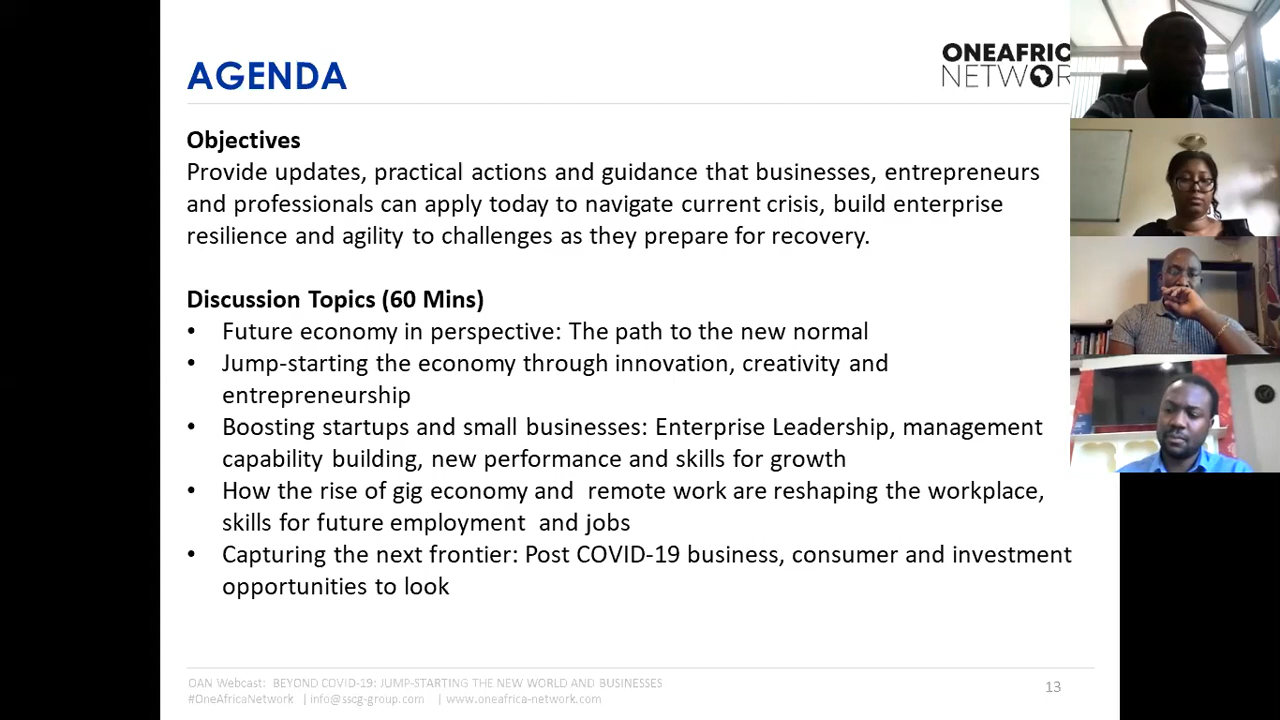 AGENDA
ONEAFRIC
NETWORK
Objectives
Provide updates, practical actions and guidance that businesses, entrepreneurs
and professionals can apply today to navigate current crisis, build enterprise
resilience and agility to challenges as they prepare for recovery.
Discussion Topics (60 Mins)
• Future economy in perspective: The path to the new normal
• Jump-starting the economy through innovation, creativity and
entrepreneurship
• Boosting startups and small businesses: Enterprise Leadership, management
capability building, new performance and skills for growth
• How the rise of gig economy and  remote work are reshaping the workplace,
skills for future employment  and jobs
• Capturing the next frontier: Post COVID-19 business, consumer and investment
opportunities to look
OAN Webcast:  BEYOND COVID-19: JUMP-STARTING THE NEW WORLD AND BUSINESSES
#OneAfricaNetwork | info@sscg-group.com | www.oneafrica-network.com
13